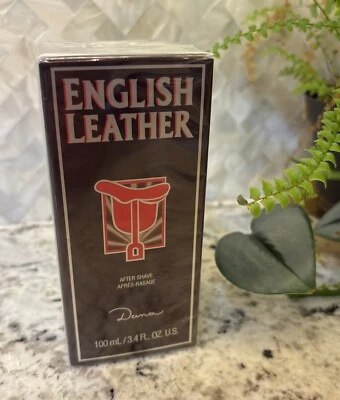 ENGLISH
LEATHER
AFTER SHAVE
APRÈS-RASAGE
Dana
100 mL / 3.4 FL. OZ. U.S.